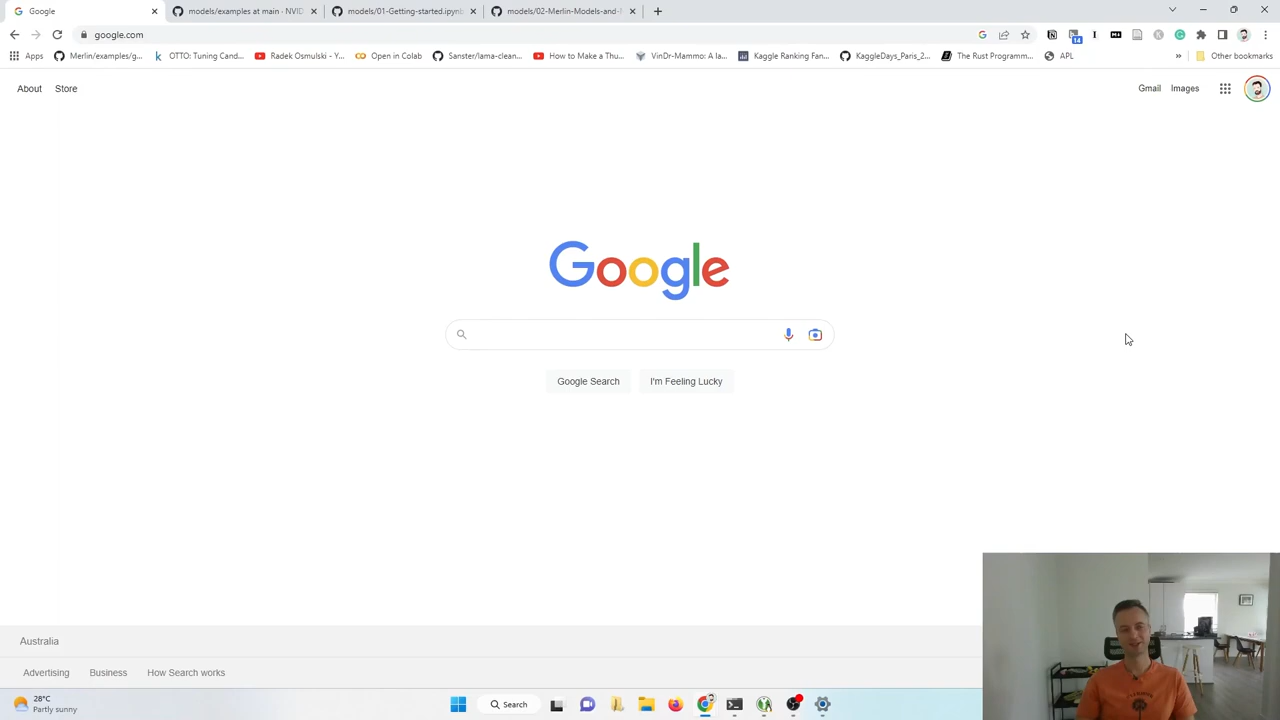 Google
models/examples at main · NVID
models/01-Getting-started.ipynb
models/02-Merlin-Models-and-
google.com
14
Apps
Merlin/examples/g...
OTTO: Tuning Cand...
Radek Osmulski - Y...
Open in Colab
Sanster/lama-clean...
How to Make a Thu...
VinDr-Mammo: A la...
Kaggle Ranking Fan...
KaggleDays_Paris_2...
The Rust Programm...
APL
»
Other bookmarks
About
Store
Gmail
Images
Google
Google Search
I'm Feeling Lucky
Australia
Advertising
Business
How Search works
28°C
Partly sunny
Search